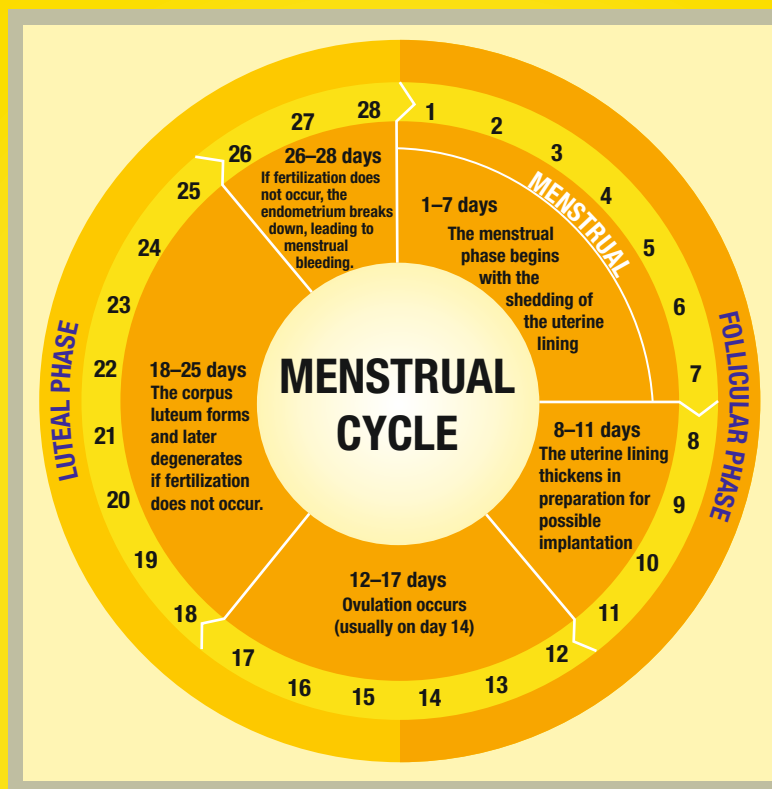 MENSTRUAL
CYCLE
1
2
3
4
5
6
7
8
9
10
11
12
13
14
15
16
17
18
19
20
21
22
23
24
25
26
27
28
FOLLICULAR PHASE
LUTEAL PHASE
MENSTRUAL
1–7 days
The menstrual
phase begins
with the
shedding of
the uterine
lining
8–11 days
The uterine lining
thickens in
preparation for
possible
implantation
12–17 days
Ovulation occurs
(usually on day 14)
18–25 days
The corpus
luteum forms
and later
degenerates
if fertilization
does not occur.
26–28 days
If fertilization does
not occur, the
endometrium breaks
down, leading to
menstrual
bleeding.